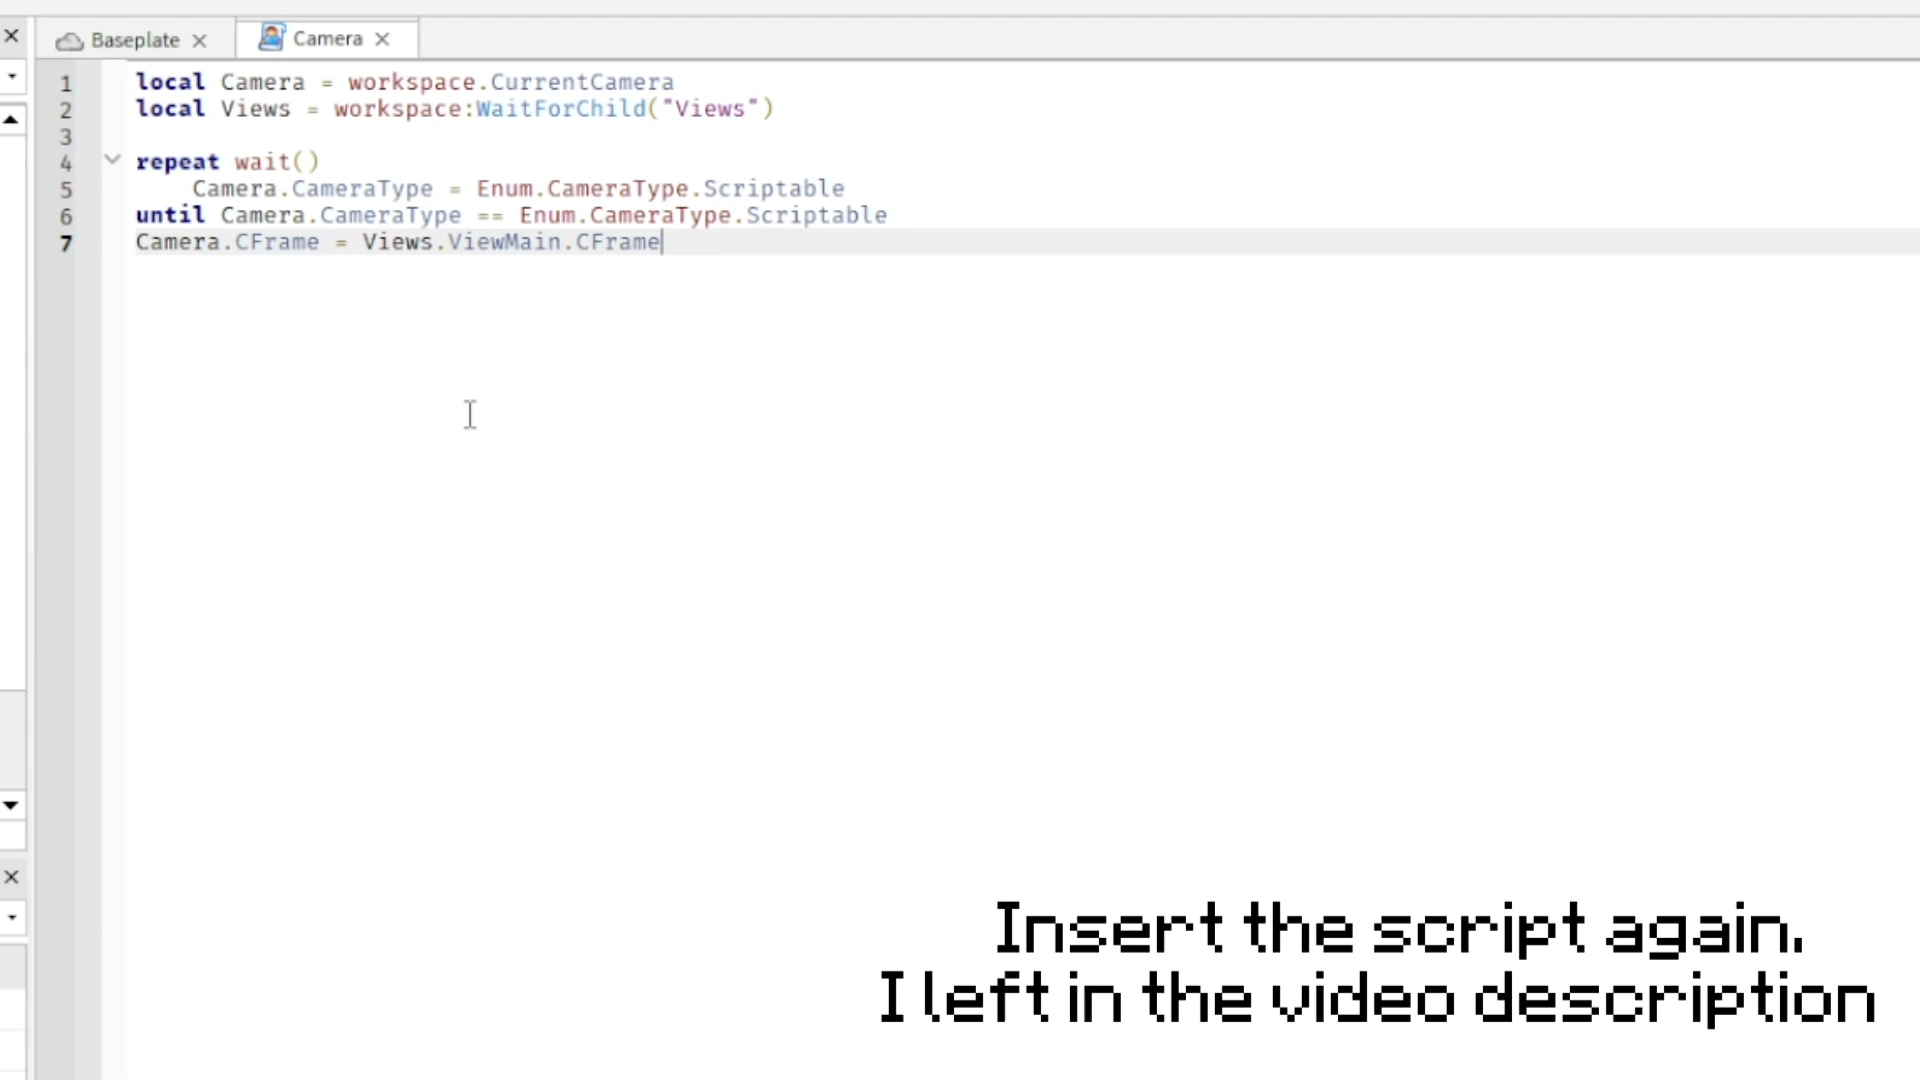 Baseplate
Camera
1 local Camera = workspace.CurrentCamera
2 local Views = workspace:WaitForChild("Views")
3
4 repeat wait()
5     Camera.CameraType = Enum.CameraType.Scriptable
6 until Camera.CameraType == Enum.CameraType.Scriptable
7 Camera.CFrame = Views.ViewMain.CFrame
Insert the script again.
I left in the video description